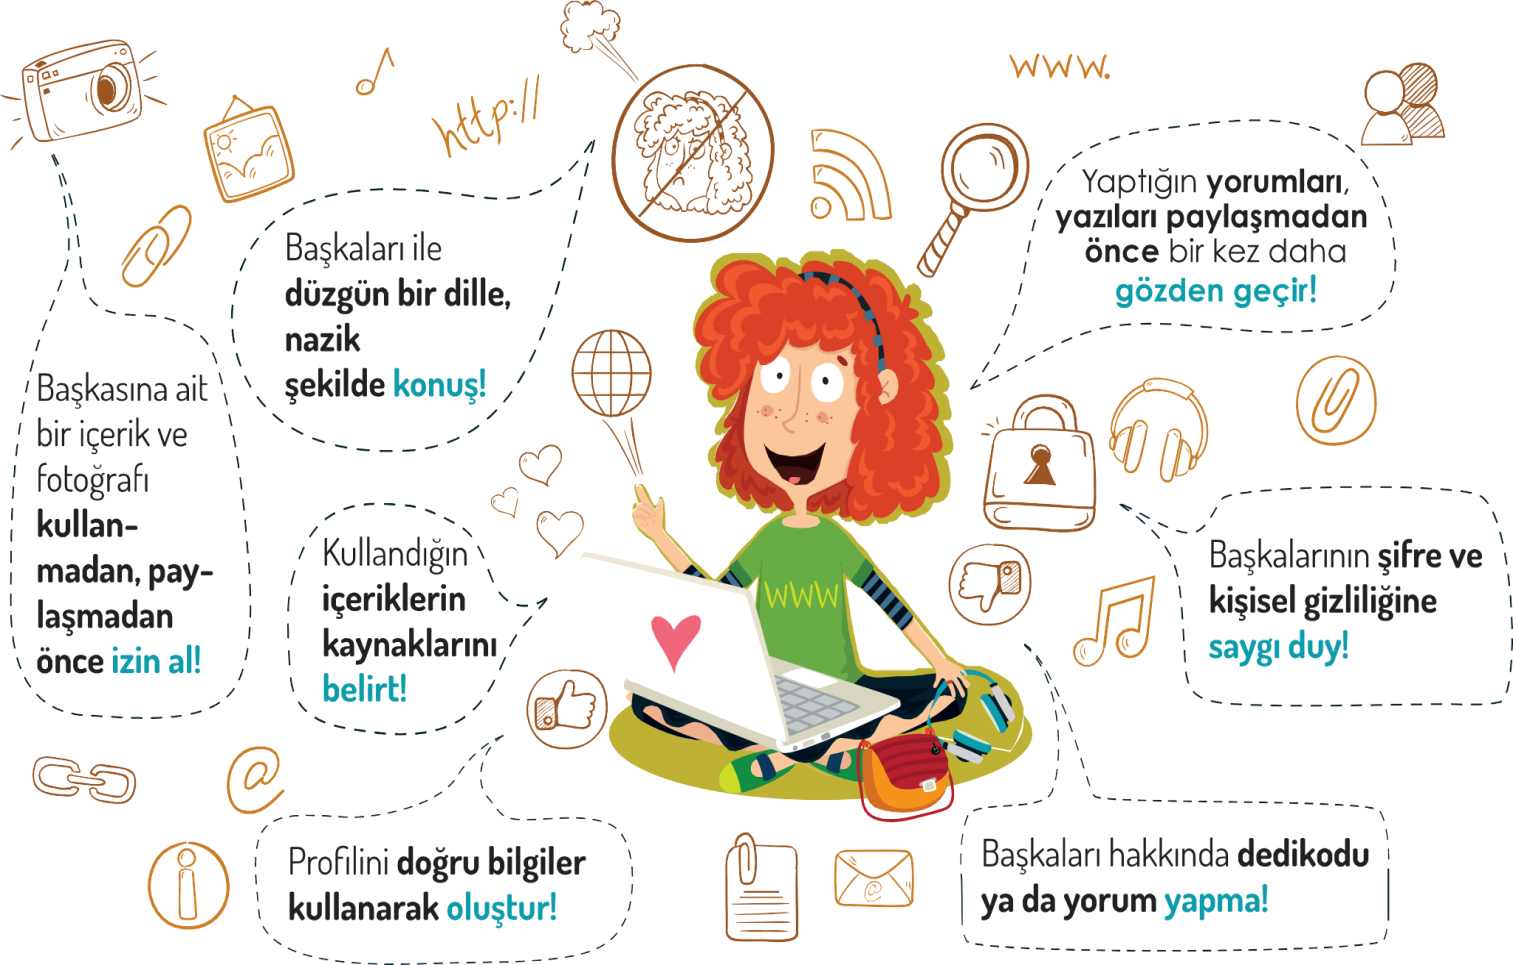 http://
www.
Başkaları ile
düzgün bir dille,
nazik
şekilde konuş!
Yaptığın yorumları,
yazıları paylaşmadan
önce bir kez daha
gözden geçir!
Başkasına ait
bir içerik ve
fotoğrafı
kullan-
madan, pay-
laşmadan
önce izin al!
Kullandığın
içeriklerin
kaynaklarını
belirt!
WWW
Başkalarının şifre ve
kişisel gizliliğine
saygı duy!
@
Profilini doğru bilgiler
kullanarak oluştur!
i
@
Başkaları hakkında dedikodu
ya da yorum yapma!